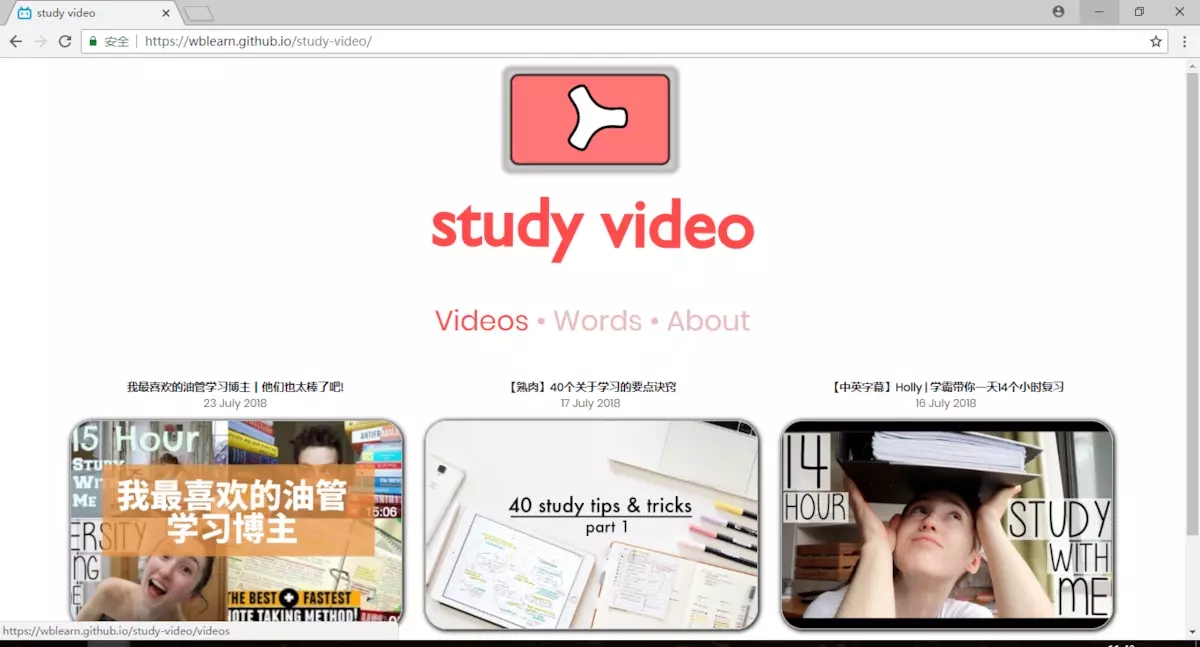 study video
安全
https://wblearn.github.io/study-video/
study video
Videos • Words • About
我最喜欢的油管学习博主 | 他们也太棒了吧!
23 July 2018
【熟肉】40个关于学习的要点诀窍
17 July 2018
【中英字幕】Holly | 学霸带你一天14个小时复习
16 July 2018
15 Hour
STUDY
WITH
ME
我最喜欢的油管
学习博主
15:06
ERSITY
THE BEST + FASTEST
NOTE TAKING METHOD!
40 study tips & tricks
part 1
14
HOUR
STUDY
WITH
ME
https://wblearn.github.io/study-video/videos